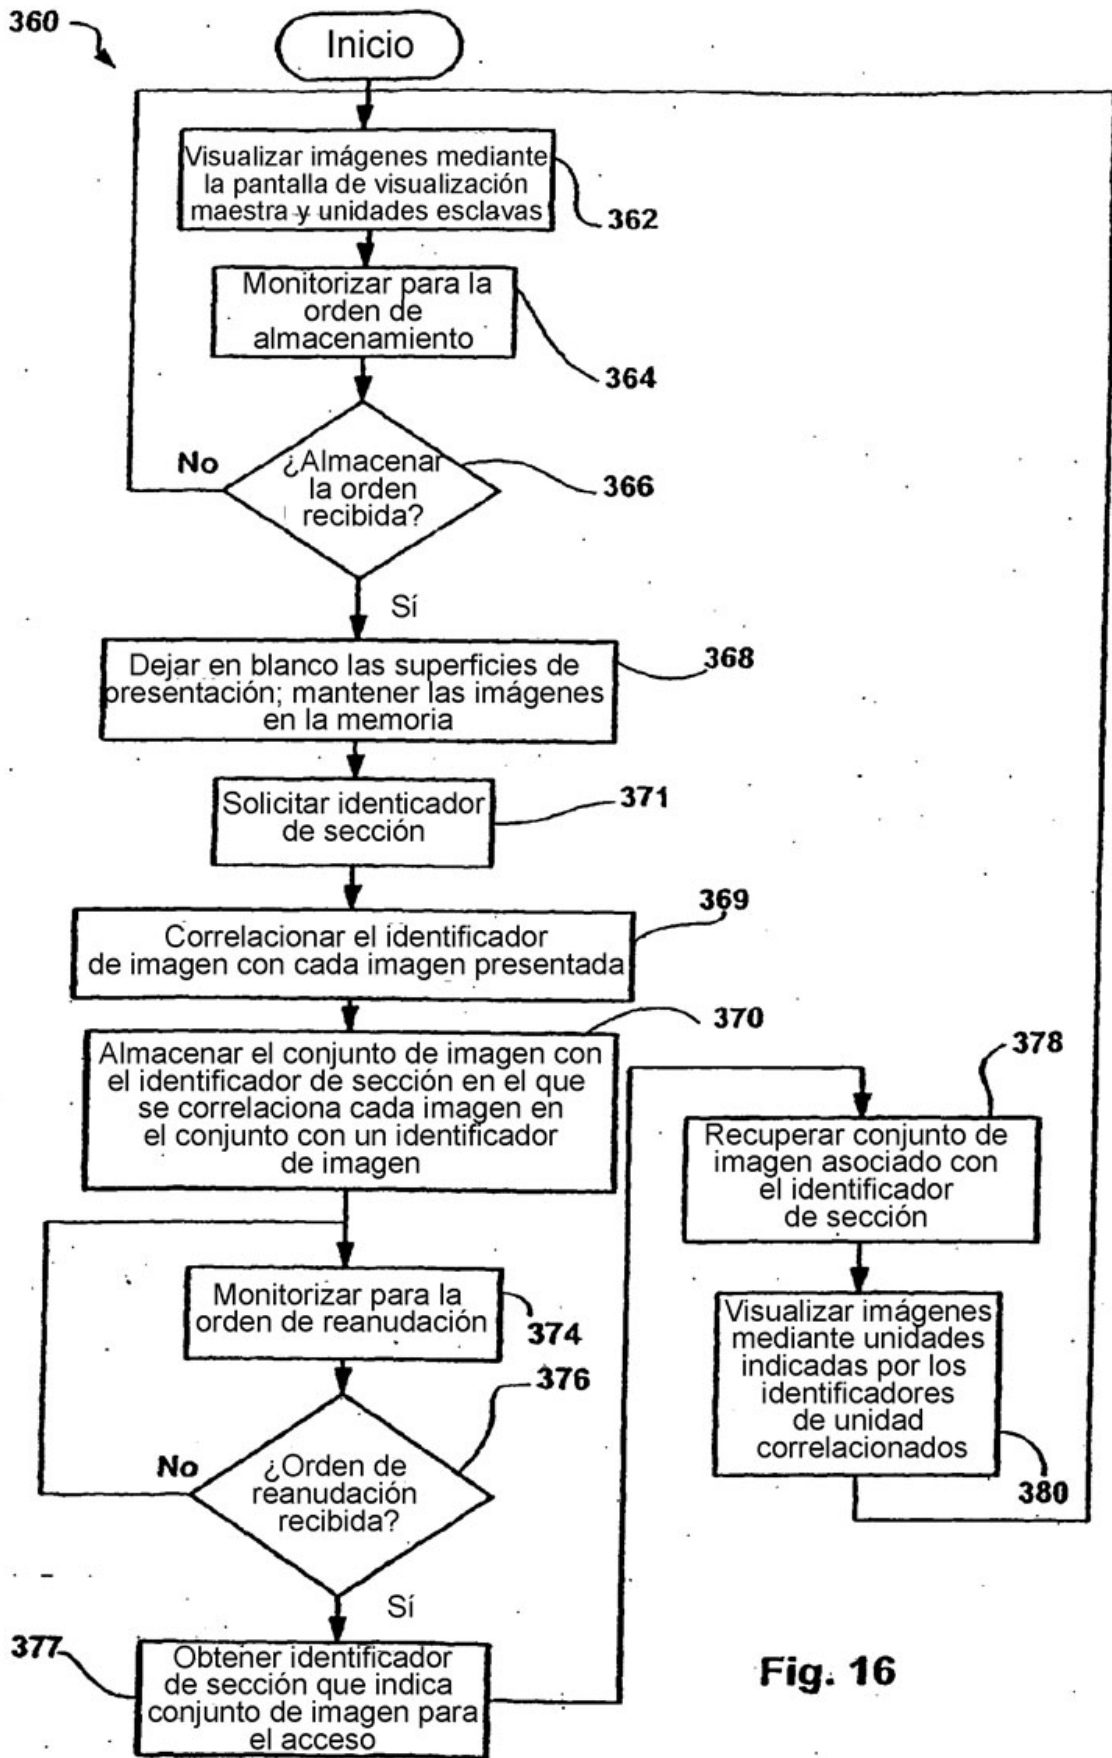 360
Inicio
Visualizar imágenes mediante
la pantalla de visualización
maestra y unidades esclavas
362
Monitorizar para la
orden de
almacenamiento
364
No
¿Almacenar
la orden
recibida?
366
Sí
Dejar en blanco las superficies de
presentación; mantener las imágenes
en la memoria
368
Solicitar identicador
de sección
371
369
Correlacionar el identificador
de imagen con cada imagen presentada
370
Almacenar el conjunto de imagen con
el identificador de sección en el que
se correlaciona cada imagen en
el conjunto con un identificador
de imagen
Monitorizar para la
orden de reanudación
374
376
No
¿Orden de
reanudación
recibida?
Sí
377
Obtener identificador
de sección que indica
conjunto de imagen para
el acceso
378
Recuperar conjunto de
imagen asociado con
el identificador
de sección
Visualizar imágenes
mediante unidades
indicadas por los
identificadores
de unidad
correlacionados
380
Fig. 16